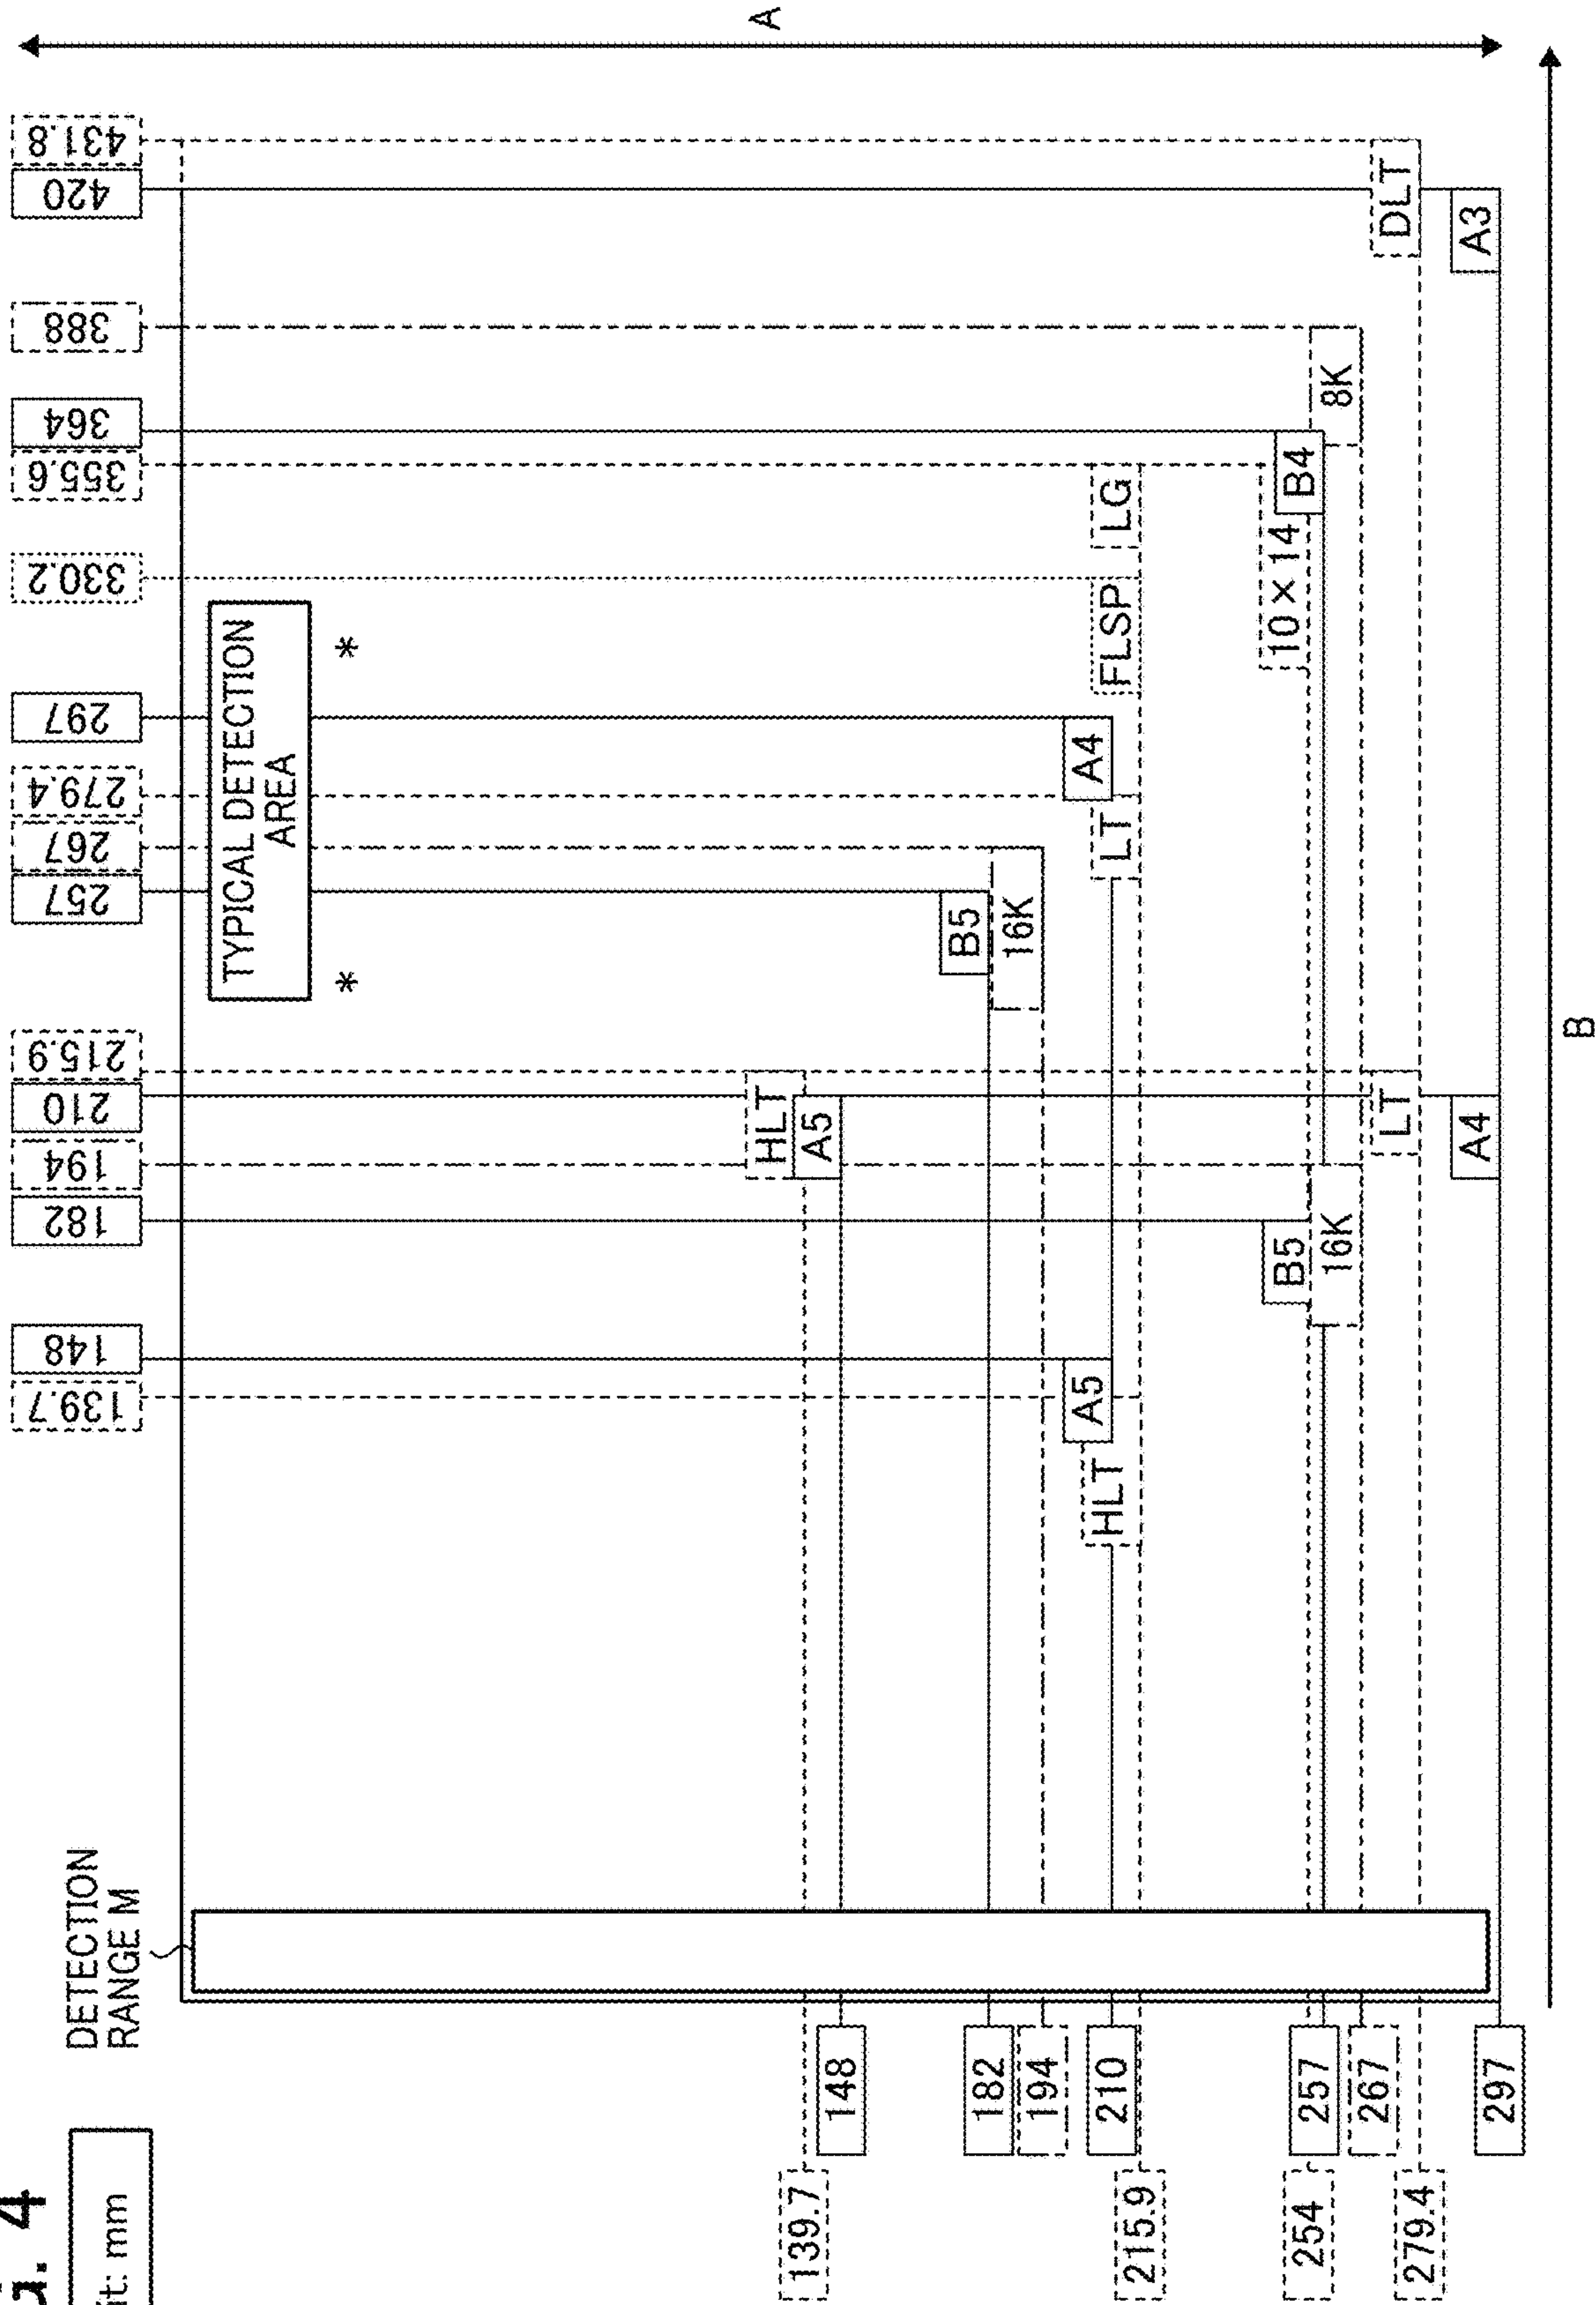 4
it: mm
DETECTION
RANGE M
431.8
420
388
364
355.6
330.2
297
279.4
267
257
215.9
210
194
182
148
139.7
A
TYPICAL DETECTION
AREA
*
*
HLT
A5
B5
16K
A4
LT
FLSP
LG
A5
HLT
10×14
B4
8K
B5
16K
DLT
LT
A3
A4
139.7
148
182
194
210
215.9
254
257
267
279.4
297
B